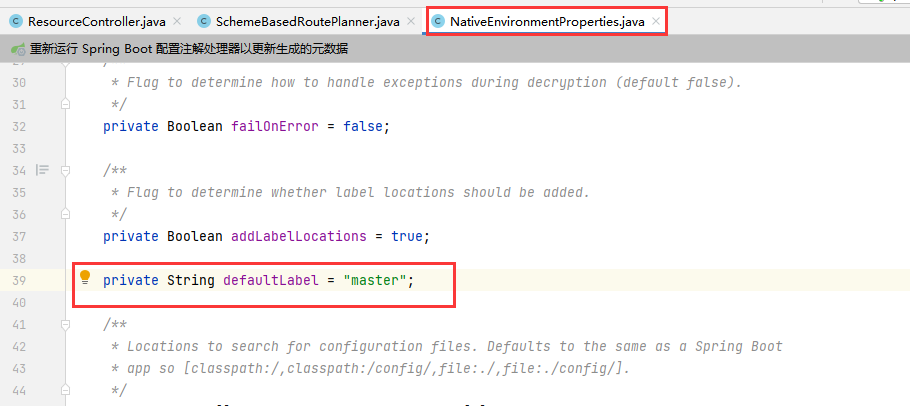 ResourceController.java
SchemeBasedRoutePlanner.java
NativeEnvironmentProperties.java
重新运行 Spring Boot 配置注解处理器以更新生成的元数据
30 * Flag to determine how to handle exceptions during decryption (default false).
31 */
32 private Boolean failOnError = false;
33
34 /**
35 * Flag to determine whether label locations should be added.
36 */
37 private Boolean addLabelLocations = true;
38
39 private String defaultLabel = "master";
40
41 /**
42 * Locations to search for configuration files. Defaults to the same as a Spring Boot
43 * app so [classpath:/,classpath:/config/,file:./,file:./config/].
44 */